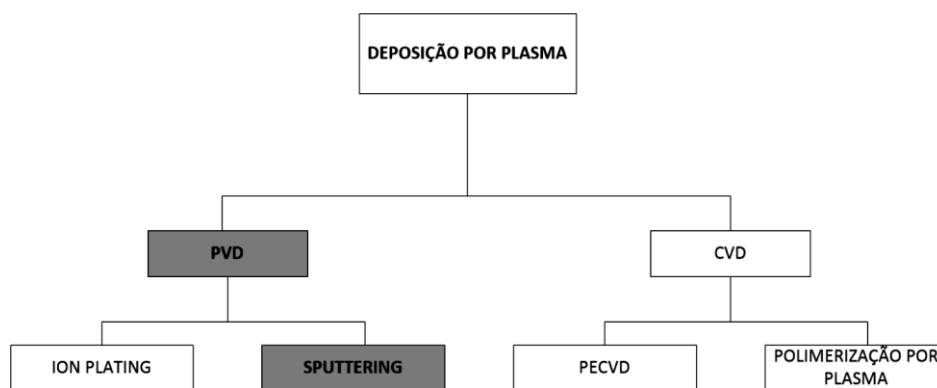 DEPOSIÇÃO POR PLASMA
PVD
CVD
ION PLATING
SPUTTERING
PECVD
POLIMERIZAÇÃO POR
PLASMA